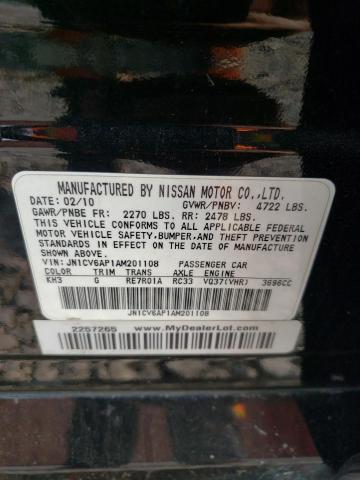 MANUFACTURED BY NISSAN MOTOR CO.,LTD.
DATE: 02/10 GVWR/PNBV: 4722 LBS.
GAWR/PNBE FR: 2270 LBS. RR: 2478 LBS.
THIS VEHICLE CONFORMS TO ALL APPLICABLE FEDERAL
MOTOR VEHICLE SAFETY,BUMPER,AND THEFT PREVENTION
STANDARDS IN EFFECT ON THE DATE OF MANUFACTURE
SHOWN ABOVE.
VIN: JN1CV6AP1AM201108 PASSENGER CAR
COLOR TRIM TRANS AXLE ENGINE
KH3 G RE7R01A RC33 VQ37(VHR) 3696CC
JN1CV6AP1AM201108
2257265 www.MyDealerLot.com